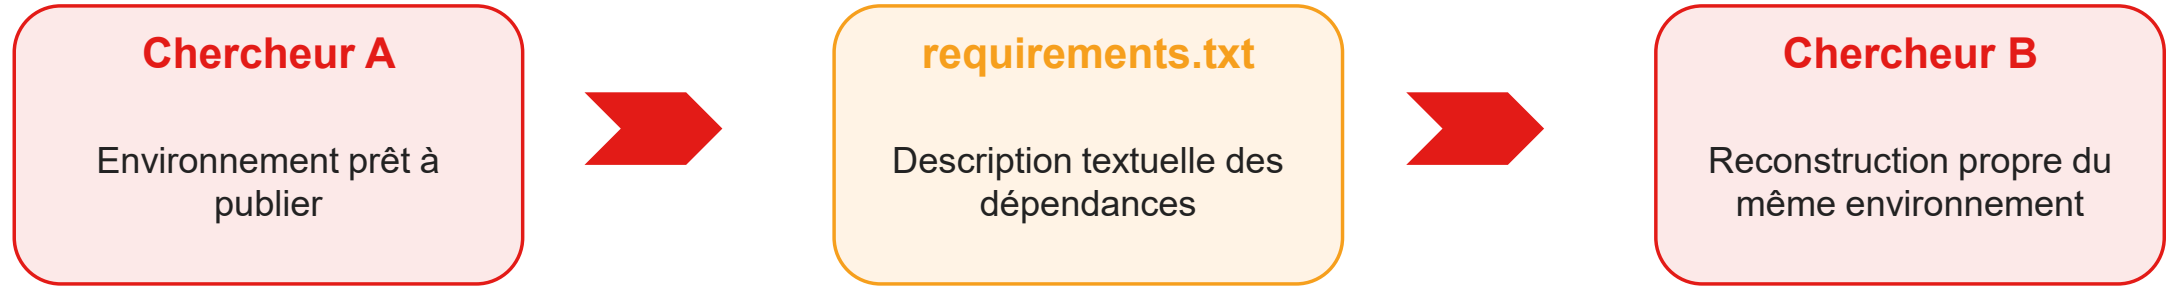 Chercheur A
Environnement prêt à
publier
requirements.txt
Description textuelle des
dépendances
Chercheur B
Reconstruction propre du
même environnement